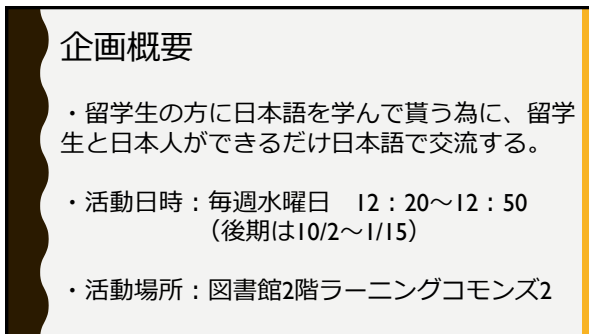 企画概要
・留学生の方に日本語を学んで貰う為に、留学
生と日本人ができるだけ日本語で交流する。
・活動日時：毎週水曜日　12：20～12：50
（後期は10/2～1/15）
・活動場所：図書館2階ラーニングコモンズ2